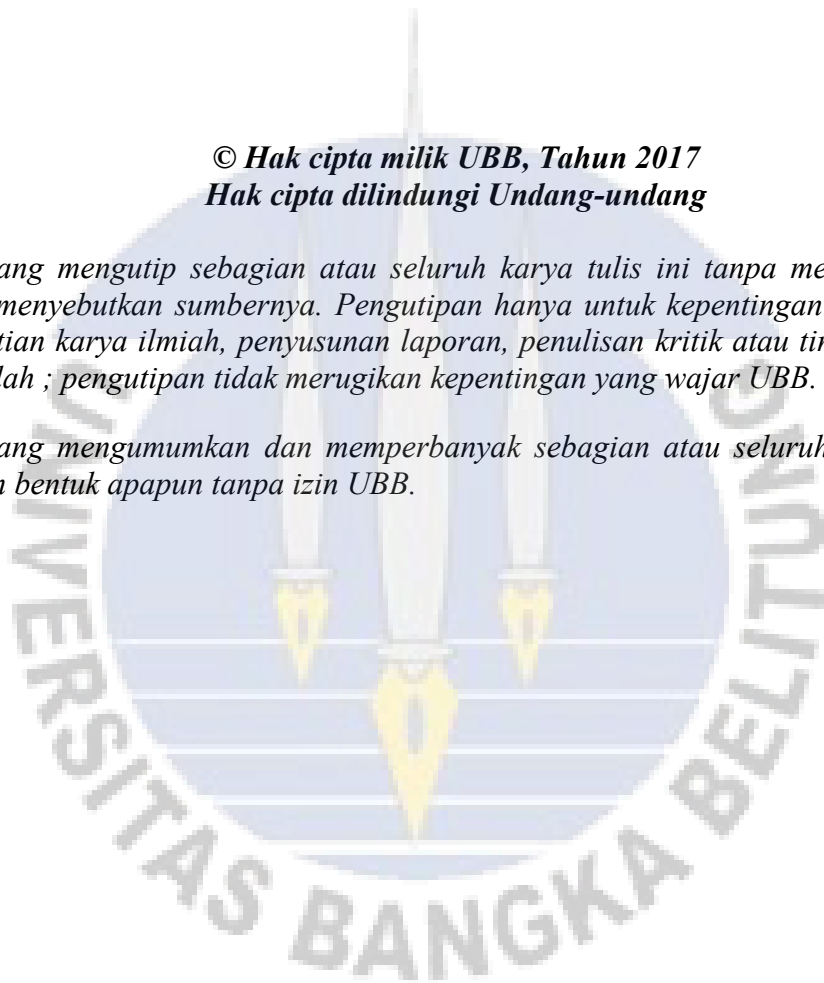 © Hak cipta milik UBB, Tahun 2017
Hak cipta dilindungi Undang-undang
ang mengutip sebagian atau seluruh karya tulis ini tanpa me
menyebutkan sumbernya. Pengutipan hanya untuk kepentingan
tian karya ilmiah, penyusunan laporan, penulisan kritik atau tin
lah ; pengutipan tidak merugikan kepentingan yang wajar UBB.
ang mengumumkan dan memperbanyak sebagian atau seluruh
n bentuk apapun tanpa izin UBB.
UNIVERSITAS BANGKA BELITUNG